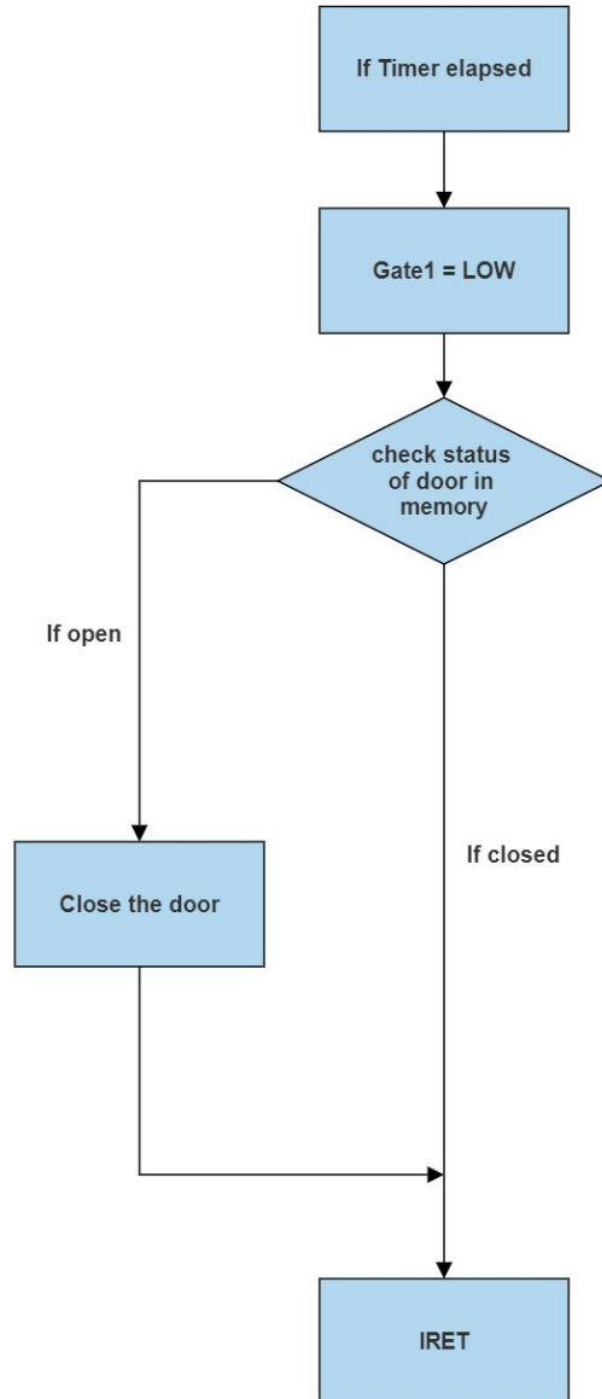 If Timer elapsed
Gate1 = LOW
check status
of door in
memory
If open
If closed
Close the door
IRET